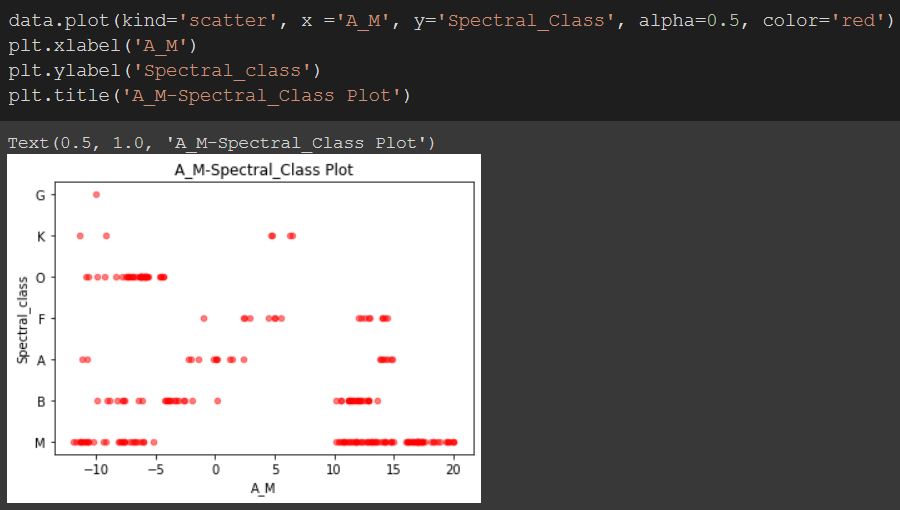 data.plot(kind='scatter', x ='A_M', y='Spectral_Class', alpha=0.5, color='red')
plt.xlabel('A_M')
plt.ylabel('Spectral_class')
plt.title('A_M-Spectral_Class Plot')
Text(0.5, 1.0, 'A_M-Spectral_Class Plot')
A_M-Spectral_Class Plot
G
K
O
F
A
B
M
Spectral_class
−10 −5 0 5 10 15 20
A_M